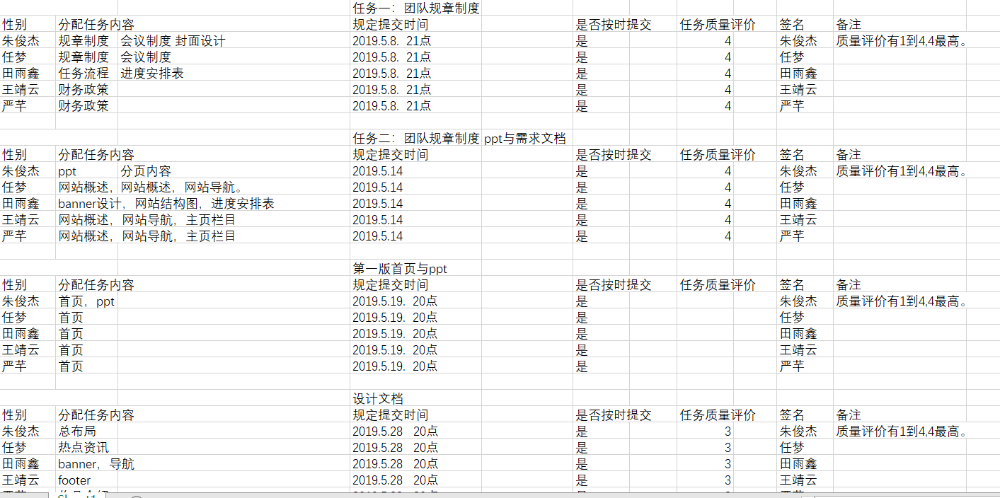 任务一：团队规章制度
性别 分配任务内容 规定提交时间 是否按时提交 任务质量评价 签名 备注
朱俊杰 规章制度 会议制度 封面设计 2019.5.8. 21点 是 4 朱俊杰 质量评价有1到4,4最高。
任梦 规章制度 会议制度 2019.5.8. 21点 是 4 任梦
田雨鑫 任务流程 进度安排表 2019.5.8. 21点 是 4 田雨鑫
王靖云 财务政策 2019.5.8. 21点 是 4 王靖云
严芊 财务政策 2019.5.8. 21点 是 4 严芊
任务二：团队规章制度 ppt与需求文档
性别 分配任务内容 规定提交时间 是否按时提交 任务质量评价 签名 备注
朱俊杰 ppt 分页内容 2019.5.14 是 4 朱俊杰 质量评价有1到4,4最高。
任梦 网站概述，网站概述，网站导航。 2019.5.14 是 4 任梦
田雨鑫 banner设计，网站结构图，进度安排表 2019.5.14 是 4 田雨鑫
王靖云 网站概述，网站导航，主页栏目 2019.5.14 是 4 王靖云
严芊 网站概述，网站导航，主页栏目 2019.5.14 是 4 严芊
第一版首页与ppt
性别 分配任务内容 规定提交时间 是否按时提交 任务质量评价 签名 备注
朱俊杰 首页，ppt 2019.5.19. 20点 是 朱俊杰 质量评价有1到4,4最高。
任梦 首页 2019.5.19. 20点 是 任梦
田雨鑫 首页 2019.5.19. 20点 是 田雨鑫
王靖云 首页 2019.5.19. 20点 是 王靖云
严芊 首页 2019.5.19. 20点 是 严芊
设计文档
性别 分配任务内容 规定提交时间 是否按时提交 任务质量评价 签名 备注
朱俊杰 总布局 2019.5.28 20点 是 3 朱俊杰 质量评价有1到4,4最高。
任梦 热点资讯 2019.5.28 20点 是 3 任梦
田雨鑫 banner，导航 2019.5.28 20点 是 3 田雨鑫
王靖云 footer 2019.5.28 20点 是 3 王靖云